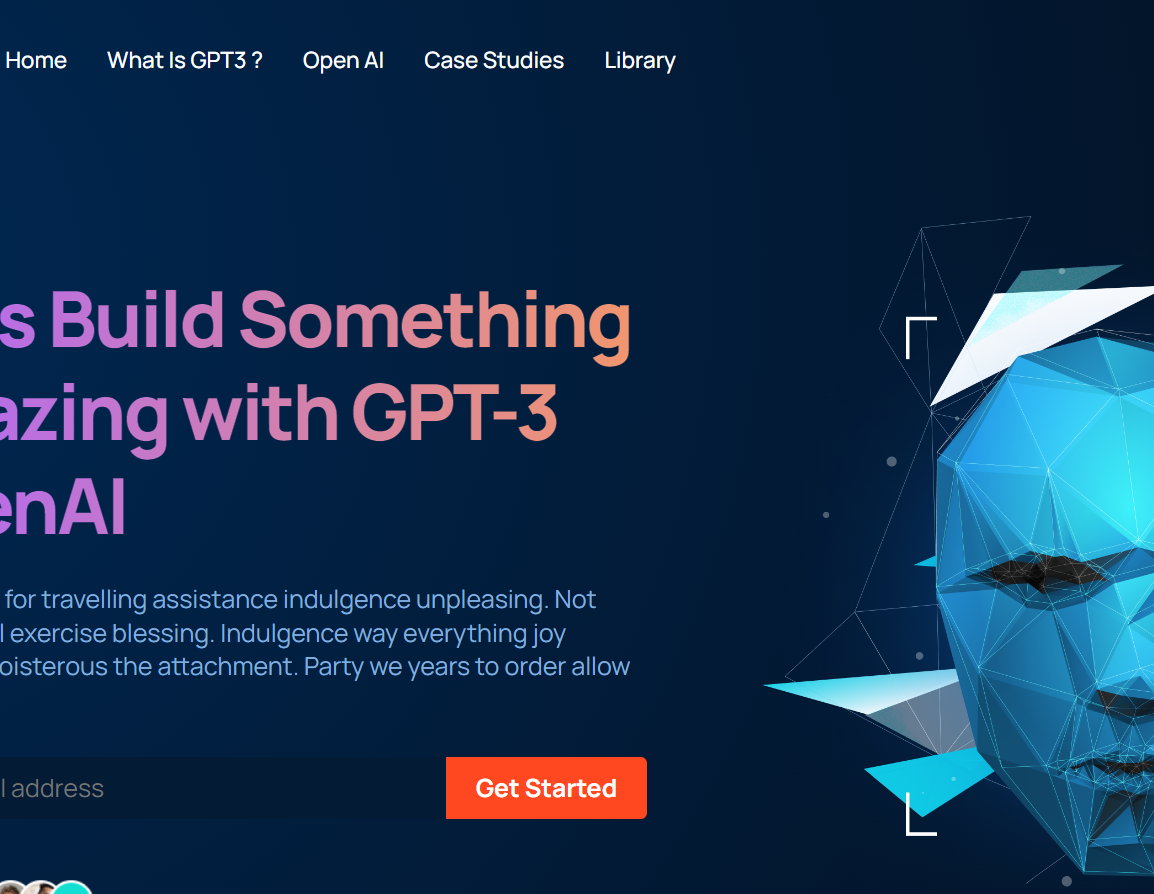 Home What Is GPT3 ? Open AI Case Studies Library
s Build Something
azing with GPT-3
enAI
for travelling assistance indulgence unpleasing. Not
l exercise blessing. Indulgence way everything joy
oisterous the attachment. Party we years to order allow
l address
Get Started